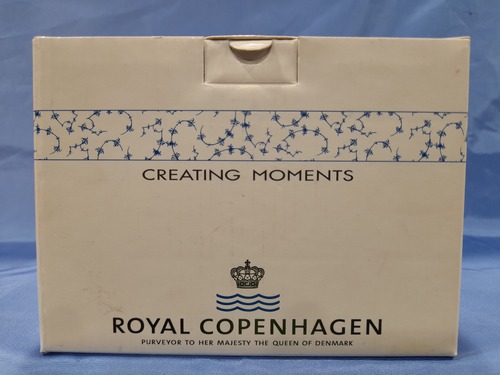 CREATING MOMENTS
ROYAL COPENHAGEN
PURVEYOR TO HER MAJESTY THE QUEEN OF DENMARK